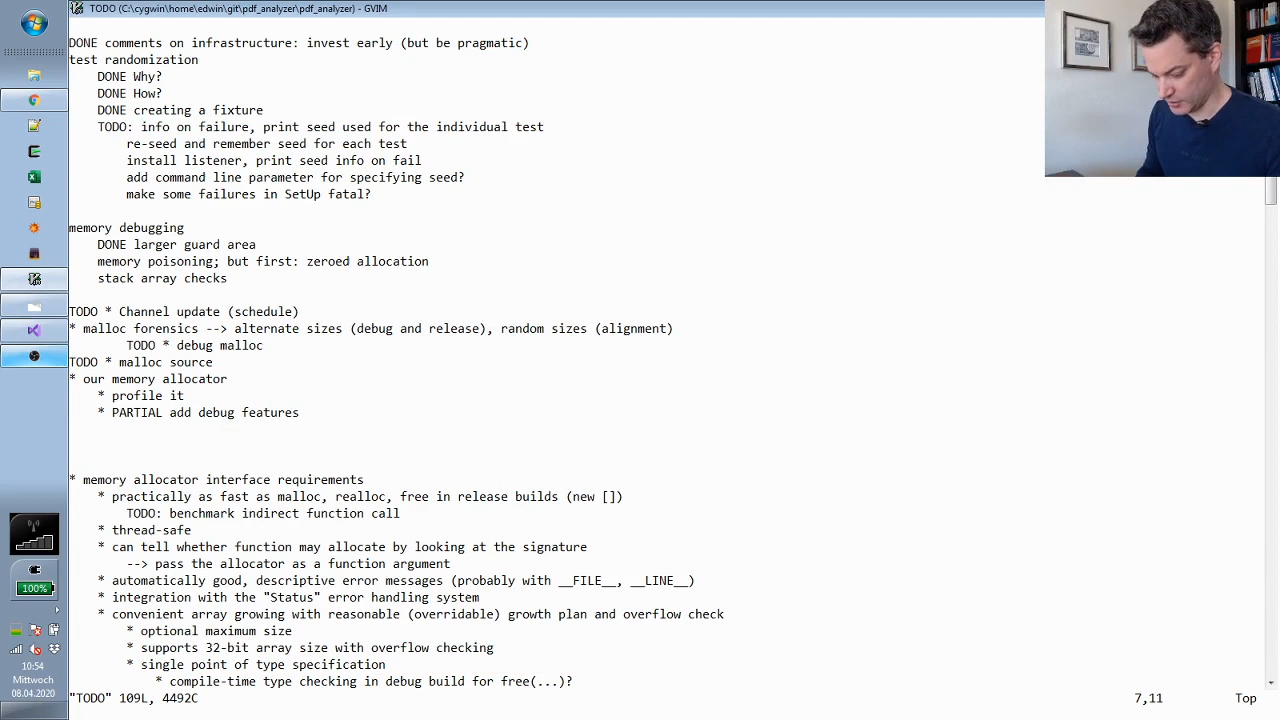 TODO (C:\cygwin\home\edwin\git\pdf_analyzer\pdf_analyzer) - GVIM
DONE comments on infrastructure: invest early (but be pragmatic)
test randomization
DONE Why?
DONE How?
DONE creating a fixture
TODO: info on failure, print seed used for the individual test
re-seed and remember seed for each test
install listener, print seed info on fail
add command line parameter for specifying seed?
make some failures in SetUp fatal?
memory debugging
DONE larger guard area
memory poisoning; but first: zeroed allocation
stack array checks
TODO * Channel update (schedule)
* malloc forensics --> alternate sizes (debug and release), random sizes (alignment)
TODO * debug malloc
TODO * malloc source
* our memory allocator
* profile it
* PARTIAL add debug features
* memory allocator interface requirements
* practically as fast as malloc, realloc, free in release builds (new [])
TODO: benchmark indirect function call
* thread-safe
* can tell whether function may allocate by looking at the signature
--> pass the allocator as a function argument
* automatically good, descriptive error messages (probably with __FILE__, __LINE__)
* integration with the "Status" error handling system
* convenient array growing with reasonable (overridable) growth plan and overflow check
* optional maximum size
* supports 32-bit array size with overflow checking
* single point of type specification
* compile-time type checking in debug build for free(...)?
"TODO" 109L, 4492C 7,11 Top
100%
10:54
Mittwoch
08.04.2020